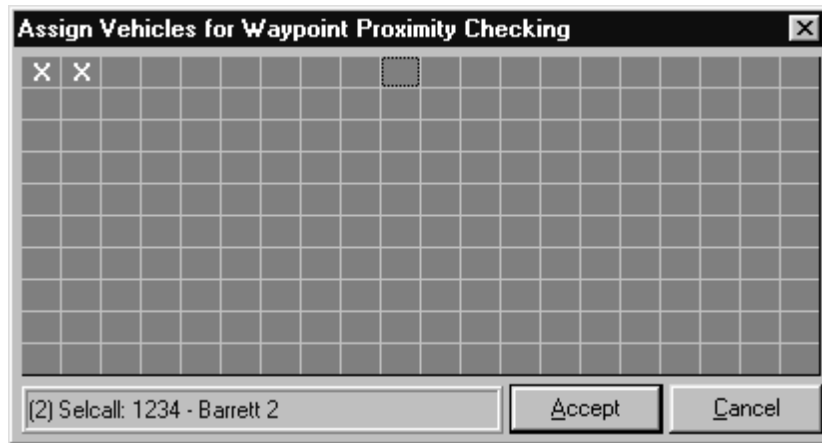 Assign Vehicles for Waypoint Proximity Checking
X X
(2) Selcall: 1234 - Barrett 2 Accept Cancel